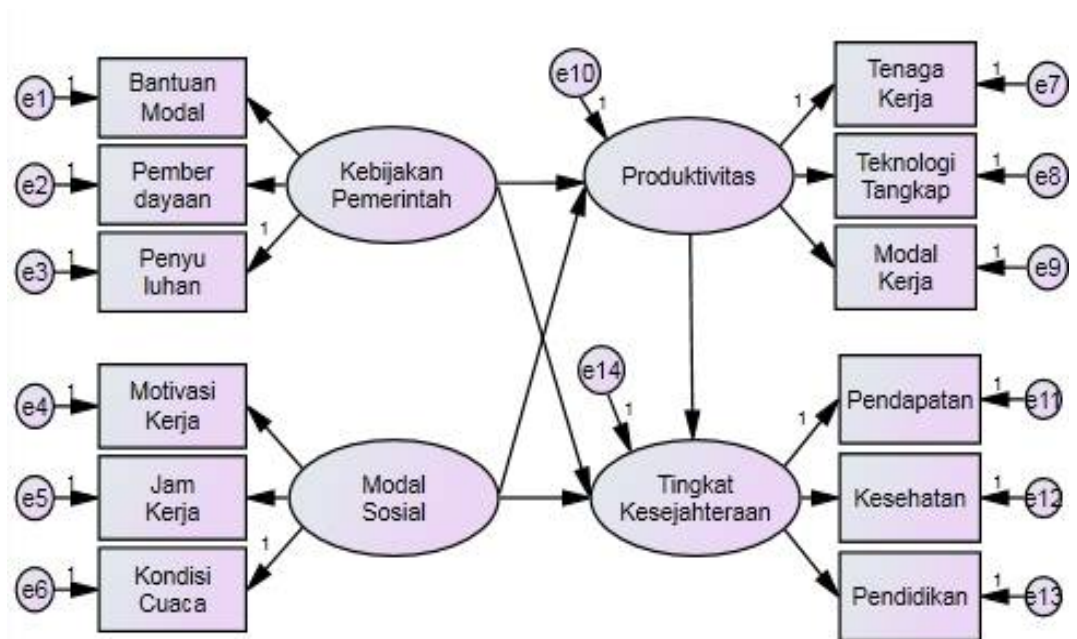 e1
1
Bantuan
Modal
e2
1
Pember
dayaan
e3
1
Penyu
luhan
1
Kebijakan
Pemerintah
e10
1
Produktivitas
1
Tenaga
Kerja
1
e7
Teknologi
Tangkap
1
e8
Modal
Kerja
1
e9
e4
1
Motivasi
Kerja
e5
1
Jam
Kerja
e6
1
Kondisi
Cuaca
1
Modal
Sosial
e14
1
Tingkat
Kesejahteraan
1
Pendapatan
1
e11
Kesehatan
1
e12
Pendidikan
1
e13